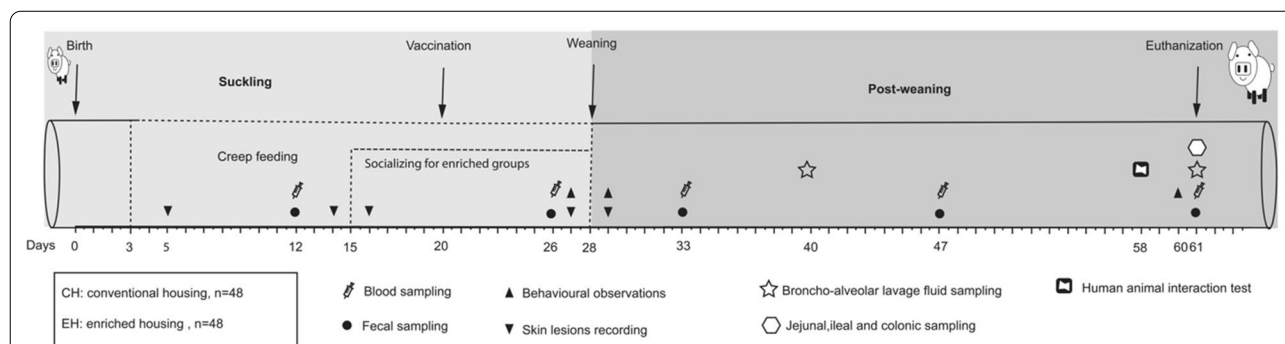 Birth
Vaccination
Weaning
Euthanization
Suckling
Post-weaning
Creep feeding
Socializing for enriched groups
Days 0 3 5 12 15 20 26 28 33 40 47 58 60 61
CH: conventional housing, n=48
EH: enriched housing , n=48
Blood sampling
Fecal sampling
Behavioural observations
Skin lesions recording
Broncho-alveolar lavage fluid sampling
Jejunal,ileal and colonic sampling
Human animal interaction test